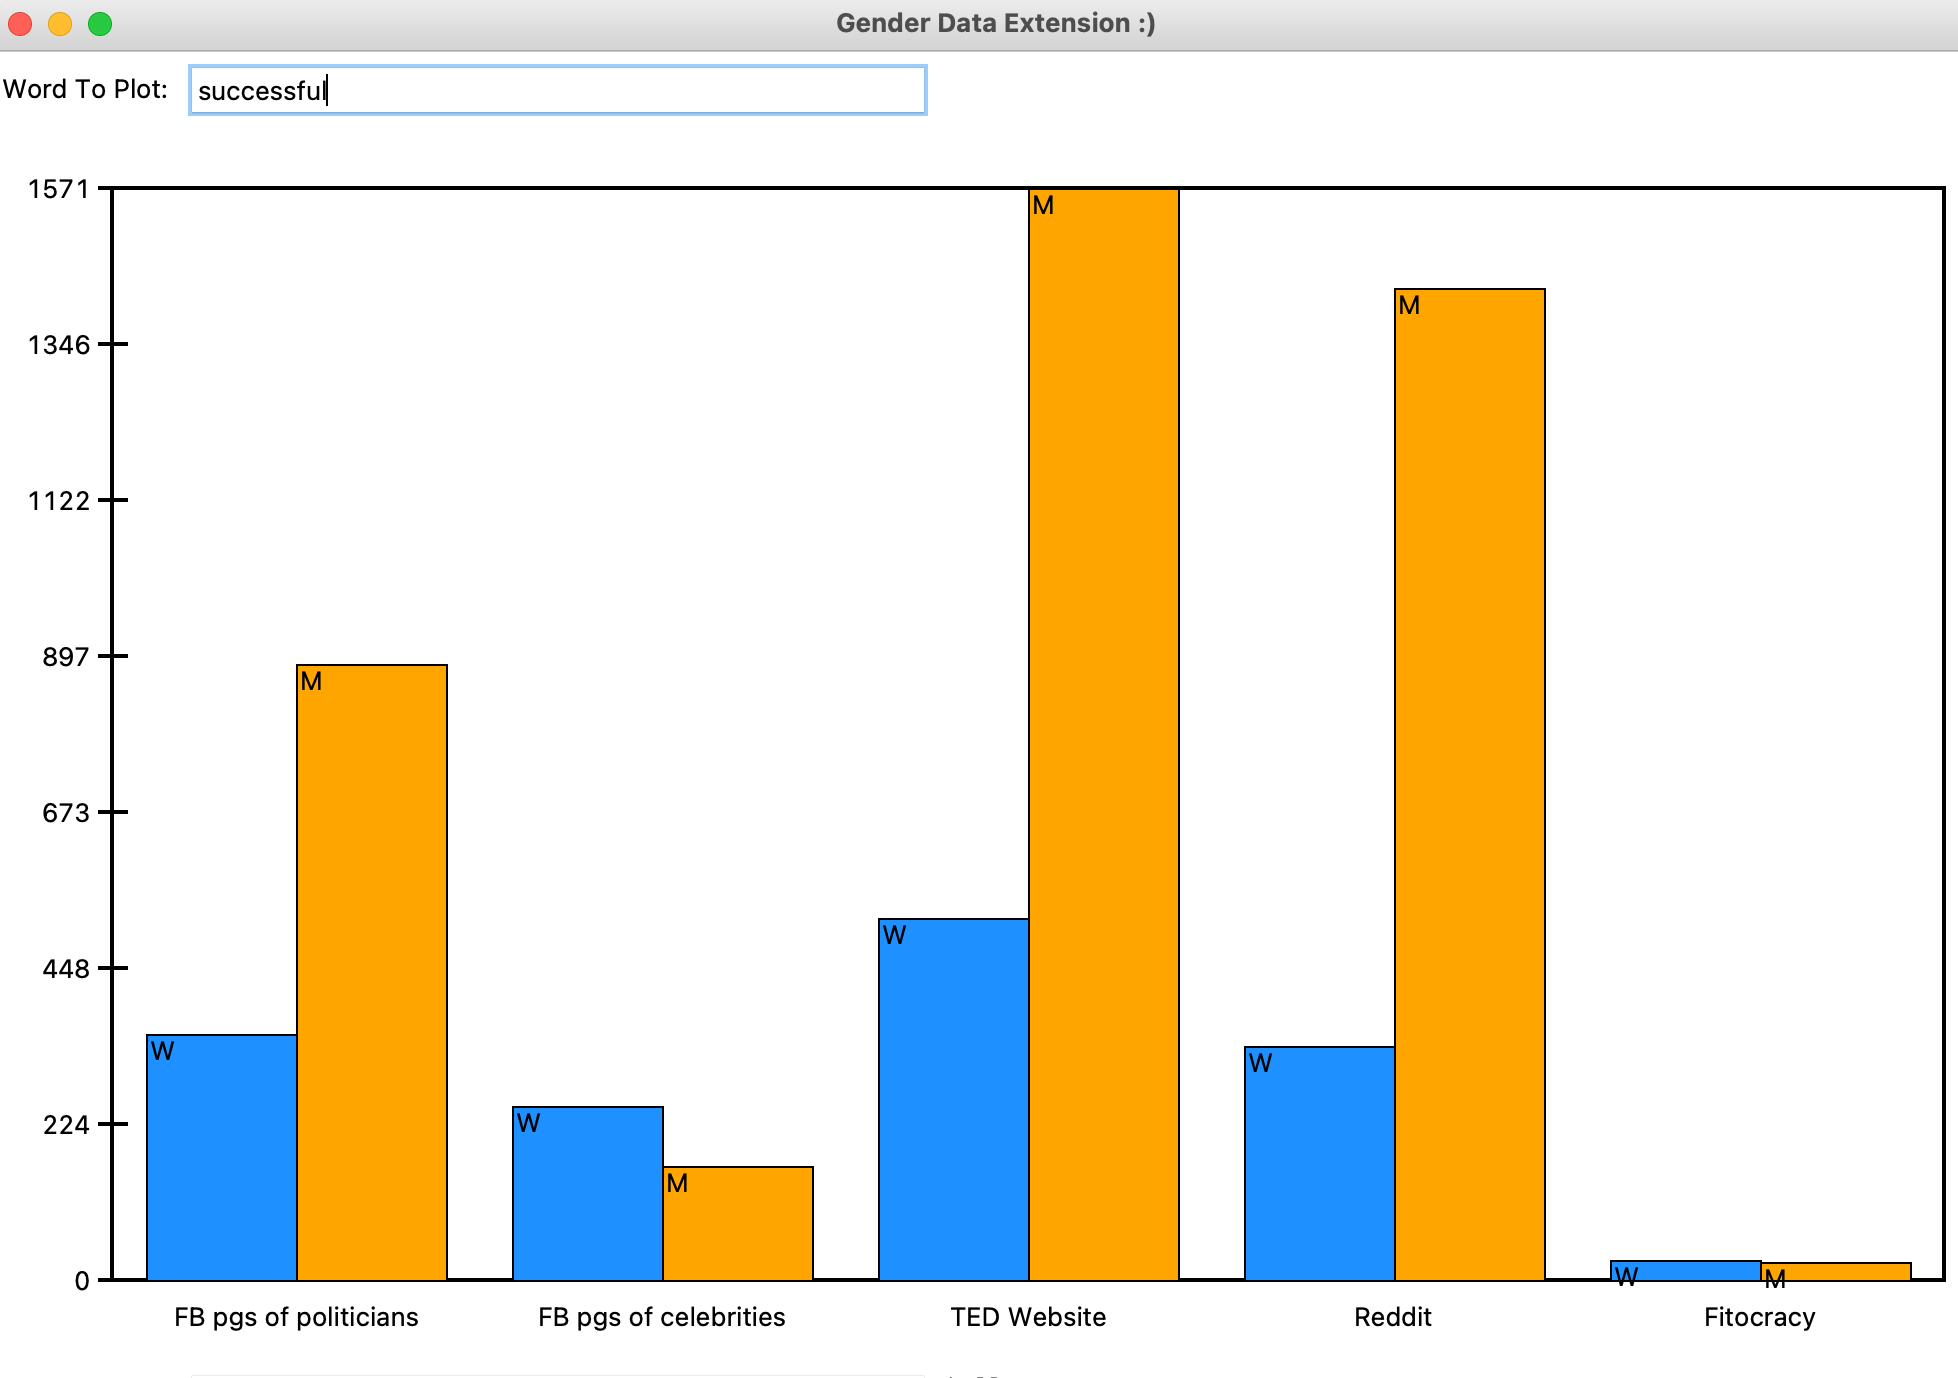 Gender Data Extension :)
Word To Plot: successful
1571
M
M
1346
1122
897
M
673
W
448
W
W
W
224
M
W M
0
FB pgs of politicians FB pgs of celebrities TED Website Reddit Fitocracy